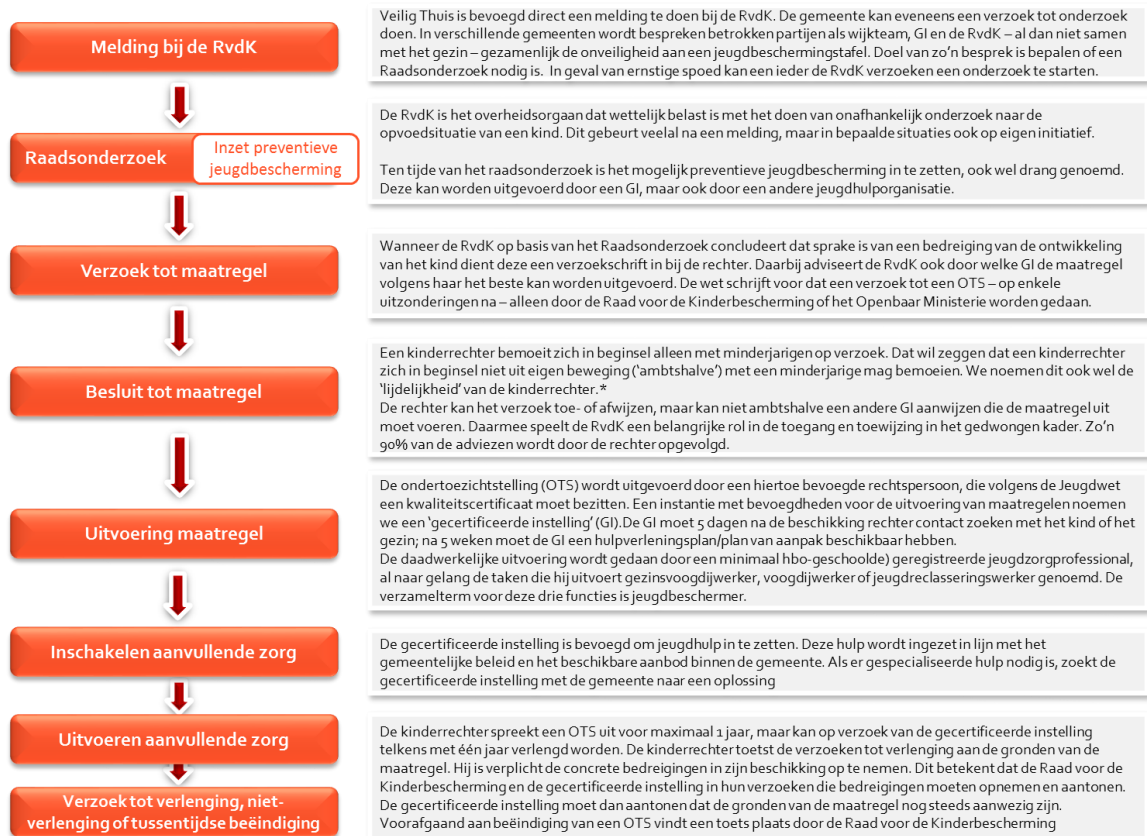 Melding bij de RvdK
Veilig Thuis is bevoegd direct een melding te doen bij de RvdK. De gemeente kan eveneens een verzoek tot onderzoek
doen. In verschillende gemeenten wordt bespreken betrokken partijen als wijkteam, GI en de RvdK – al dan niet samen
met het gezin – gezamenlijk de onveiligheid aan een jeugdbeschermingstafel. Doel van zo'n besprek is bepalen of een
Raadsonderzoek nodig is. In geval van ernstige spoed kan een ieder de RvdK verzoeken een onderzoek te starten.
Raadsonderzoek
Inzet preventieve
jeugdbescherming
De RvdK is het overheidsorgaan dat wettelijk belast is met het doen van onafhankelijk onderzoek naar de
opvoedsituatie van een kind. Dit gebeurt veelal na een melding, maar in bepaalde situaties ook op eigen initiatief.
Ten tijde van het raadsonderzoek is het mogelijk preventieve jeugdbescherming in te zetten, ook wel drang genoemd.
Deze kan worden uitgevoerd door een GI, maar ook door een andere jeugdhulporganisatie.
Verzoek tot maatregel
Wanneer de RvdK op basis van het Raadsonderzoek concludeert dat sprake is van een bedreiging van de ontwikkeling
van het kind dient deze een verzoekschrift in bij de rechter. Daarbij adviseert de RvdK ook door welke GI de maatregel
volgens haar het beste kan worden uitgevoerd. De wet schrijft voor dat een verzoek tot een OTS – op enkele
uitzonderingen na – alleen door de Raad voor de Kinderbescherming of het Openbaar Ministerie worden gedaan.
Besluit tot maatregel
Een kinderrechter bemoeit zich in beginsel alleen met minderjarigen op verzoek. Dat wil zeggen dat een kinderrechter
zich in beginsel niet uit eigen beweging ('ambtshalve') met een minderjarige mag bemoeien. We noemen dit ook wel de
'lijdelijkheid' van de kinderrechter.*
De rechter kan het verzoek toe- of afwijzen, maar kan niet ambtshalve een andere GI aanwijzen die de maatregel uit
moet voeren. Daarmee speelt de RvdK een belangrijke rol in de toegang en toewijzing in het gedwongen kader. Zo'n
90% van de adviezen wordt door de rechter opgevolgd.
Uitvoering maatregel
De ondertoezichtstelling (OTS) wordt uitgevoerd door een hiertoe bevoegde rechtspersoon, die volgens de Jeugdwet
een kwaliteitscertificaat moet bezitten. Een instantie met bevoegdheden voor de uitvoering van maatregelen noemen
we een 'gecertificeerde instelling' (GI).De GI moet 5 dagen na de beschikking rechter contact zoeken met het kind of het
gezin; na 5 weken moet de GI een hulpverleningsplan/plan van aanpak beschikbaar hebben.
De daadwerkelijke uitvoering wordt gedaan door een minimaal hbo-geschoolde) geregistreerde jeugdzorgprofessional,
al naar gelang de taken die hij uitvoert gezinsvoogdijwerker, voogdijwerker of jeugdreclasseringswerker genoemd. De
verzamelterm voor deze drie functies is jeugdbeschermer.
Inschakelen aanvullende zorg
De gecertificeerde instelling is bevoegd om jeugdhulp in te zetten. Deze hulp wordt ingezet in lijn met het
gemeentelijke beleid en het beschikbare aanbod binnen de gemeente. Als er gespecialiseerde hulp nodig is, zoekt de
gecertificeerde instelling met de gemeente naar een oplossing
Uitvoeren aanvullende zorg
Verzoek tot verlenging, niet-
verlenging of tussentijdse beëindiging
De kinderrechter spreekt een OTS uit voor maximaal 1 jaar, maar kan op verzoek van de gecertificeerde instelling
telkens met één jaar verlengd worden. De kinderrechter toetst de verzoeken tot verlenging aan de gronden van de
maatregel. Hij is verplicht de concrete bedreigingen in zijn beschikking op te nemen. Dit betekent dat de Raad voor de
Kinderbescherming en de gecertificeerde instelling in hun verzoeken die bedreigingen moeten opnemen en aantonen.
De gecertificeerde instelling moet dan aantonen dat de gronden van de maatregel nog steeds aanwezig zijn.
Voorafgaand aan beëindiging van een OTS vindt een toets plaats door de Raad voor de Kinderbescherming